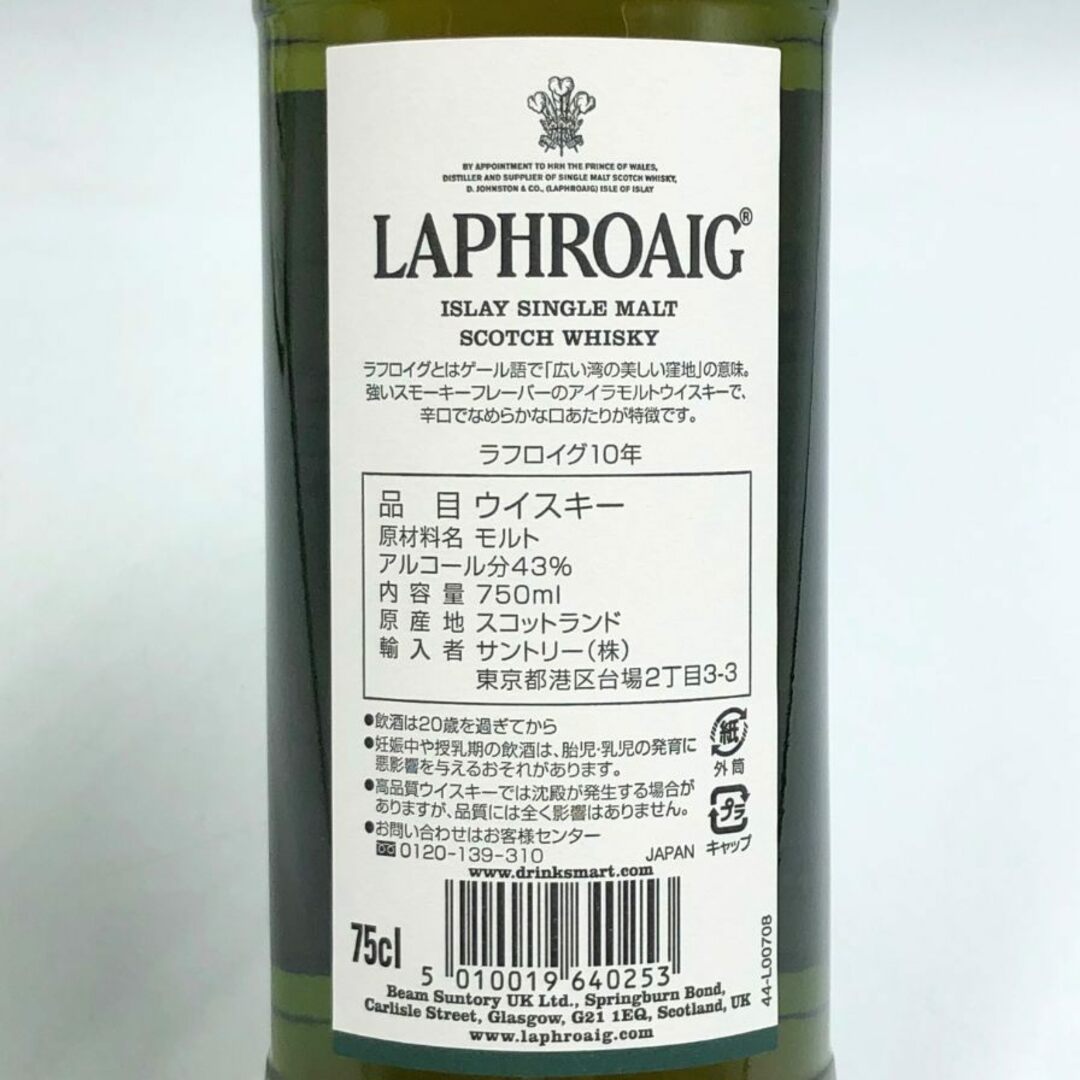 BY APPOINTMENT TO HRH THE PRINCE OF WALES,
DISTILLER AND SUPPLIER OF SINGLE MALT SCOTCH WHISKY,
D. JOHNSTON & CO., (LAPHROAIG) ISLE OF ISLAY
LAPHROAIG®
ISLAY SINGLE MALT
SCOTCH WHISKY
ラフロイグとはゲール語で「広い湾の美しい窪地」の意味。
強いスモーキーフレーバーのアイラモルトウイスキーで、
辛口でなめらかな口あたりが特徴です。
ラフロイグ10年
品 目 ウイスキー
原材料名 モルト
アルコール分43%
内容量 750ml
原産地 スコットランド
輸入者 サントリー(株)
東京都港区台場2丁目3-3
●飲酒は20歳を過ぎてから
●妊娠中や授乳期の飲酒は、胎児・乳児の発育に
悪影響を与えるおそれがあります。
●高品質ウイスキーでは沈殿が発生する場合が
ありますが、品質には全く影響はありません。
●お問い合わせはお客様センター
0120-139-310
紙
外筒
プラ
キャップ
JAPAN
www.drinksmart.com
75cl
5 010019 640253
44-L00708
Beam Suntory UK Ltd., Springburn Bond,
Carlisle Street, Glasgow, G21 1EQ, Scotland, UK
www.laphroaig.com